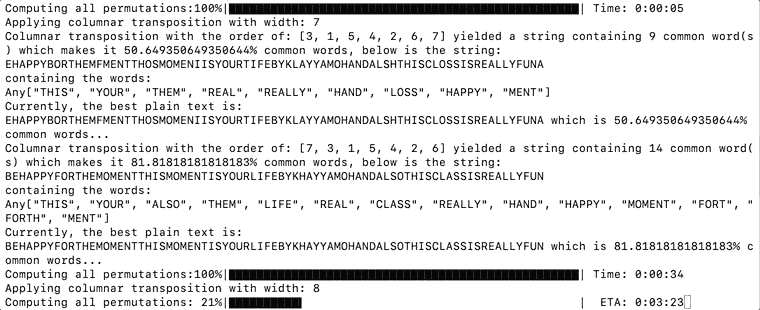 Computing all permutations:100%|| Time: 0:00:05
Applying columnar transposition with width: 7
Columnar transposition with the order of: [3, 1, 5, 4, 2, 6, 7] yielded a string containing 9 common word(s
) which makes it 50.649350649350644% common words, below is the string:
EHAPPYBORTHEMFMENTTHOSMOMENIISYOURTIFEBYKLAYYAMOHANDALSHTHISCLOSSISREALLYFUNA
containing the words:
Any["THIS", "YOUR", "THEM", "REAL", "REALLY", "HAND", "LOSS", "HAPPY", "MENT"]
Currently, the best plain text is:
EHAPPYBORTHEMFMENTTHOSMOMENIISYOURTIFEBYKLAYYAMOHANDALSHTHISCLOSSISREALLYFUNA which is 50.649350649350644%
common words...
Columnar transposition with the order of: [7, 3, 1, 5, 4, 2, 6] yielded a string containing 14 common word(
s) which makes it 81.81818181818183% common words, below is the string:
BEHAPPYFORTHEMOMENTTHISMOMENTISYOURLIFEBYKHAYYAMOHANDALSOTHISCLASSISREALLYFUN
containing the words:
Any["THIS", "YOUR", "ALSO", "THEM", "LIFE", "REAL", "CLASS", "REALLY", "HAND", "HAPPY", "MOMENT", "FORT", "
FORTH", "MENT"]
Currently, the best plain text is:
BEHAPPYFORTHEMOMENTTHISMOMENTISYOURLIFEBYKHAYYAMOHANDALSOTHISCLASSISREALLYFUN which is 81.81818181818183% c
ommon words...
Computing all permutations:100%|| Time: 0:00:34
Applying columnar transposition with width: 8
Computing all permutations: 21%|| ETA: 0:03:23